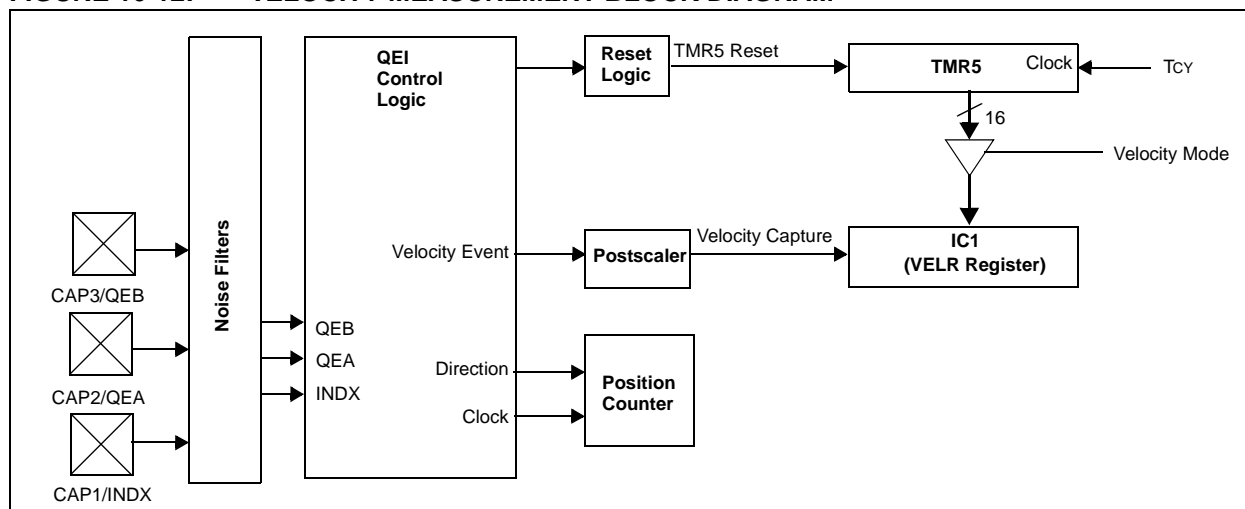 QEI
Control
Logic
Reset
Logic
TMR5 Reset
TMR5
Clock
TCY
16
Velocity Mode
Noise Filters
Velocity Event
Postscaler
Velocity Capture
IC1
(VELR Register)
CAP3/QEB
QEB
CAP2/QEA
QEA
INDX
Direction
Clock
Position
Counter
CAP1/INDX